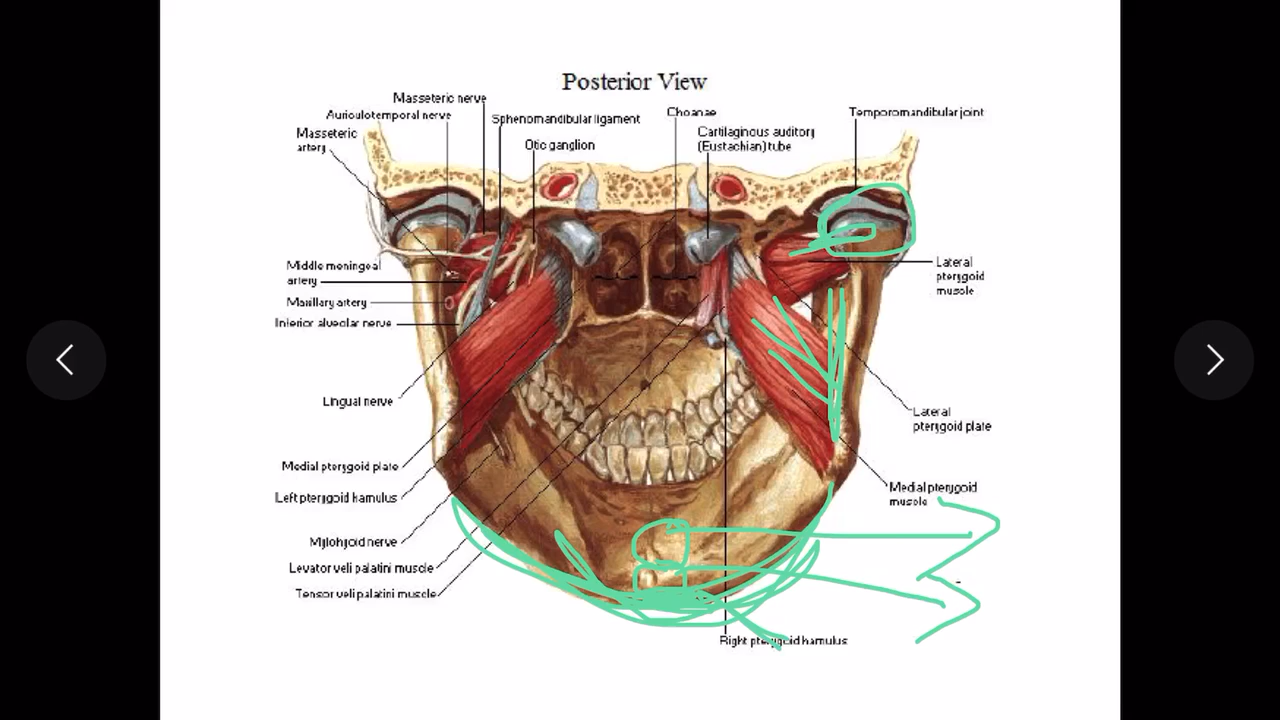 Posterior View
Masseteric nerve
Auriculotemporal nerve
Masseteric
artery
Sphenomandibular ligament
Otic ganglion
Choanae
Cartilaginous auditory
(Eustachian) tube
Temporomandibular joint
Middle meningeal
artery
Maxillary artery
Inferior alveolar nerve
Lingual nerve
Medial pterygoid plate
Left pterygoid hamulus
Mylohyoid nerve
Levator veli palatini muscle
Tensor veli palatini muscle
Lateral
pterygoid
muscle
Lateral
pterygoid plate
Medial pterygoid
muscle
Right pterygoid hamulus